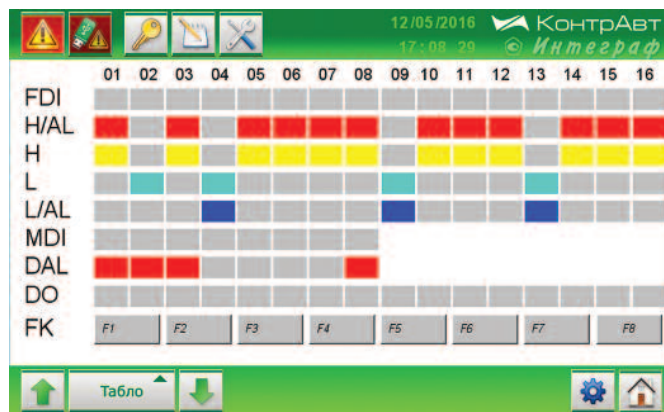 12/05/2016 КонтрАвт
17:08 29 © Интеграф
01 02 03 04 05 06 07 08 09 10 11 12 13 14 15 16
FDI
H/AL
H
L
L/AL
MDI
DAL
DO
FK F1 F2 F3 F4 F5 F6 F7 F8
Табло